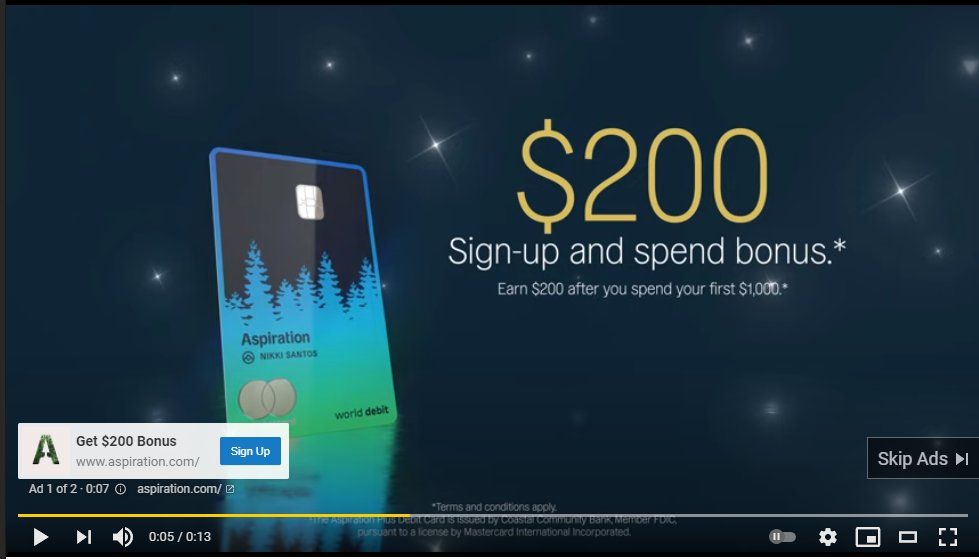 $200
Sign-up and spend bonus.*
Earn $200 after you spend your first $1,000.*
Aspiration
NIKKI SANTOS
world debit
Get $200 Bonus
www.aspiration.com/
Sign Up
Skip Ads
Ad 1 of 2 · 0:07
aspiration.com/
*Terms and conditions apply.
*The Aspiration Plus Debit Card is issued by Coastal Community Bank, Member FDIC,
pursuant to a license by Mastercard International Incorporated.
0:05 / 0:13